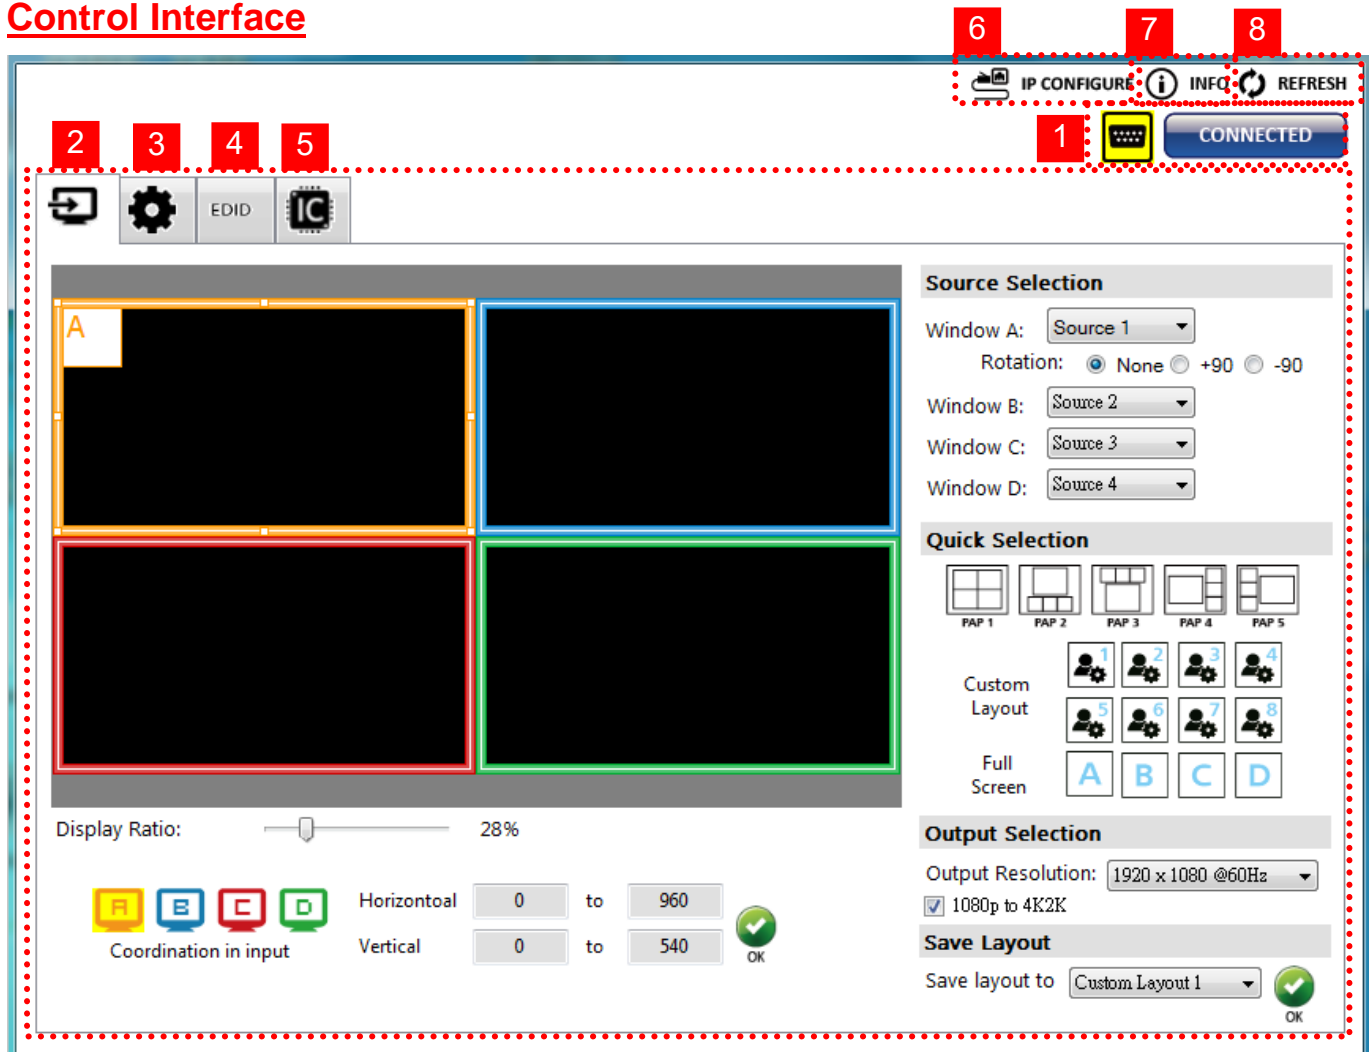 Control Interface
6 7 8
IP CONFIGURE INFO REFRESH
1 CONNECTED
2 3 4 5
EDID IC
A
Source Selection
Window A: Source 1
Rotation: None +90 -90
Window B: Source 2
Window C: Source 3
Window D: Source 4
Quick Selection
PAP 1 PAP 2 PAP 3 PAP 4 PAP 5
1 2 3 4
Custom
Layout
5 6 7 8
Full
Screen
A B C D
Display Ratio: 28%
Output Selection
Output Resolution: 1920 x 1080 @60Hz
1080p to 4K2K
A B C D
Coordination in input
Horizontoal 0 to 960
Vertical 0 to 540
OK
Save Layout
Save layout to Custom Layout 1
OK